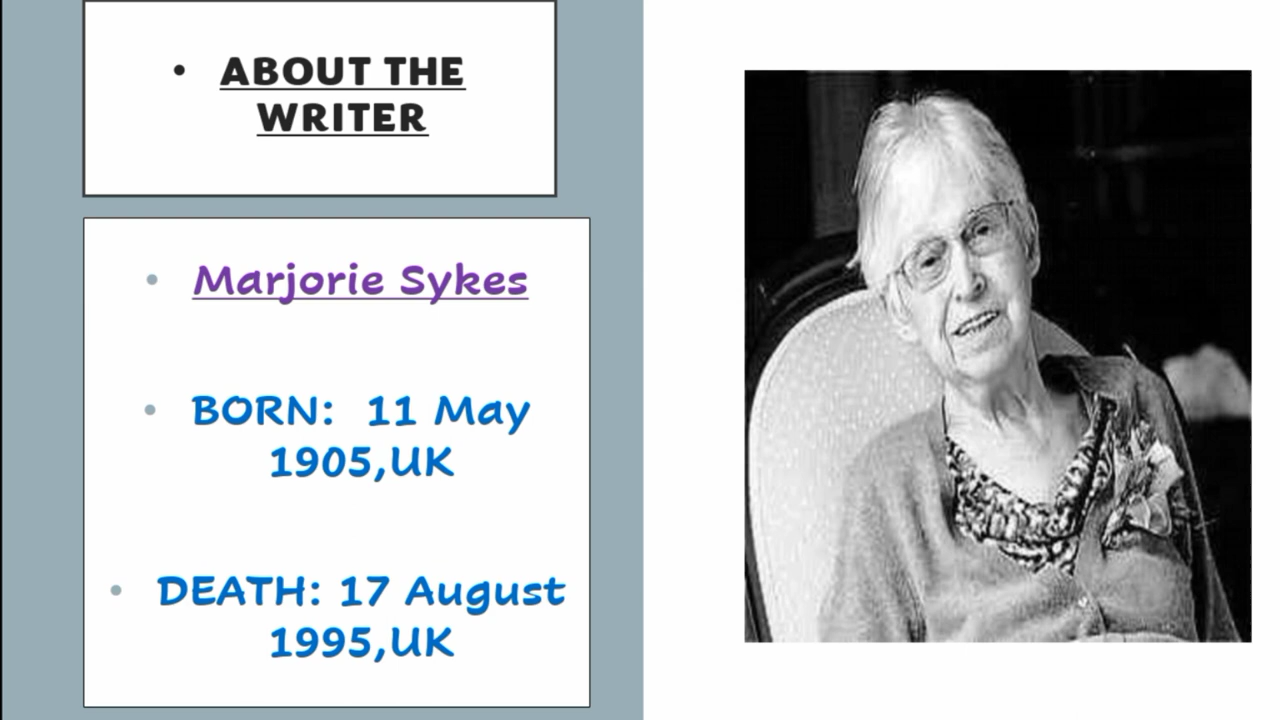 • ABOUT THE
WRITER
• Marjorie Sykes
• BORN: 11 May
1905,UK
• DEATH: 17 August
1995,UK